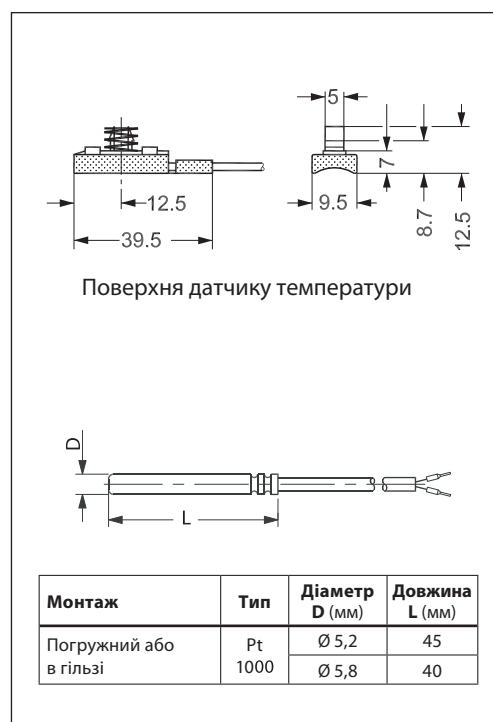 5
12.5
39.5
9.5
7
8.7
12.5
Поверхня датчику температури
D
L
Монтаж Тип Діаметр D (мм) Довжина L (мм)
Погружний або в гільзі Pt 1000 Ø 5,2 45
Ø 5,8 40